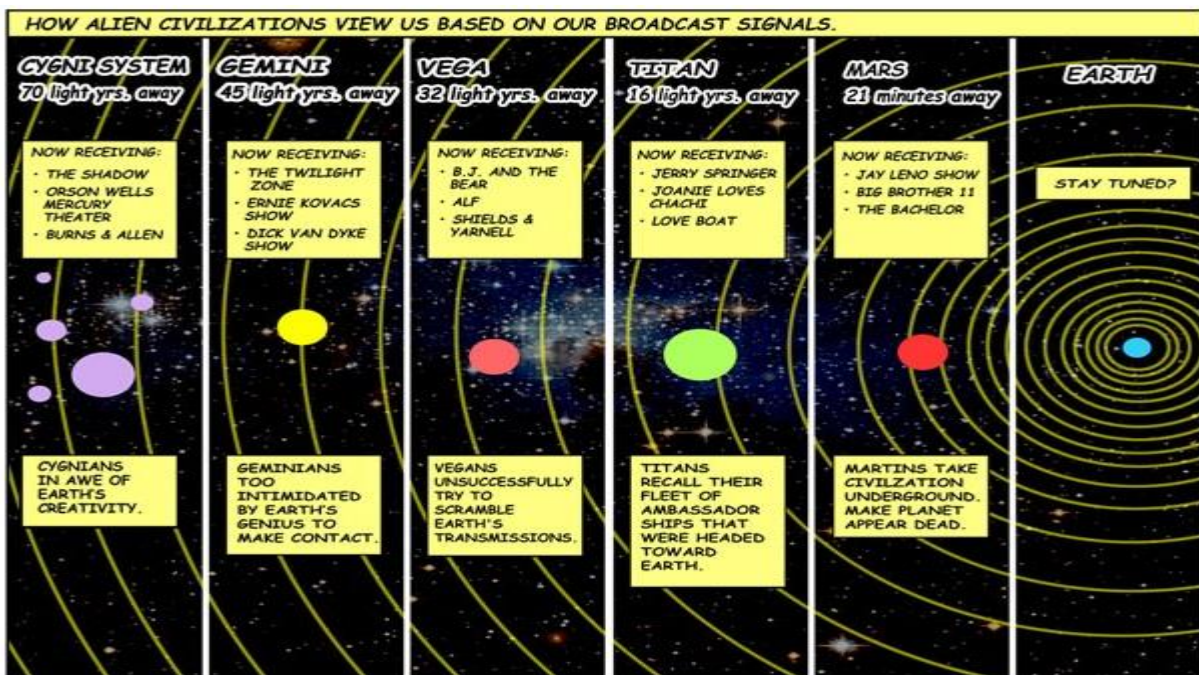 HOW ALIEN CIVILIZATIONS VIEW US BASED ON OUR BROADCAST SIGNALS.
CYGNI SYSTEM
70 light yrs. away
NOW RECEIVING:
· THE SHADOW
· ORSON WELLS
MERCURY
THEATER
· BURNS & ALLEN
CYGNIANS
IN AWE OF
EARTH'S
CREATIVITY.
GEMINI
45 light yrs. away
NOW RECEIVING:
· THE TWILIGHT
ZONE
· ERNIE KOVACS
SHOW
· DICK VAN DYKE
SHOW
GEMINIANS
TOO
INTIMIDATED
BY EARTH'S
GENIUS TO
MAKE CONTACT.
VEGA
32 light yrs. away
NOW RECEIVING:
· B.J. AND THE
BEAR
· ALF
· SHIELDS &
YARNELL
VEGANS
UNSUCCESSFULLY
TRY TO
SCRAMBLE
EARTH'S
TRANSMISSIONS.
TITAN
16 light yrs. away
NOW RECEIVING:
· JERRY SPRINGER
· JOANIE LOVES
CHACHI
· LOVE BOAT
TITANS
RECALL THEIR
FLEET OF
AMBASSADOR
SHIPS THAT
WERE HEADED
TOWARD
EARTH.
MARS
21 minutes away
NOW RECEIVING:
· JAY LENO SHOW
· BIG BROTHER 11
· THE BACHELOR
MARTINS TAKE
CIVILZATION
UNDERGROUND.
MAKE PLANET
APPEAR DEAD.
EARTH
STAY TUNED?